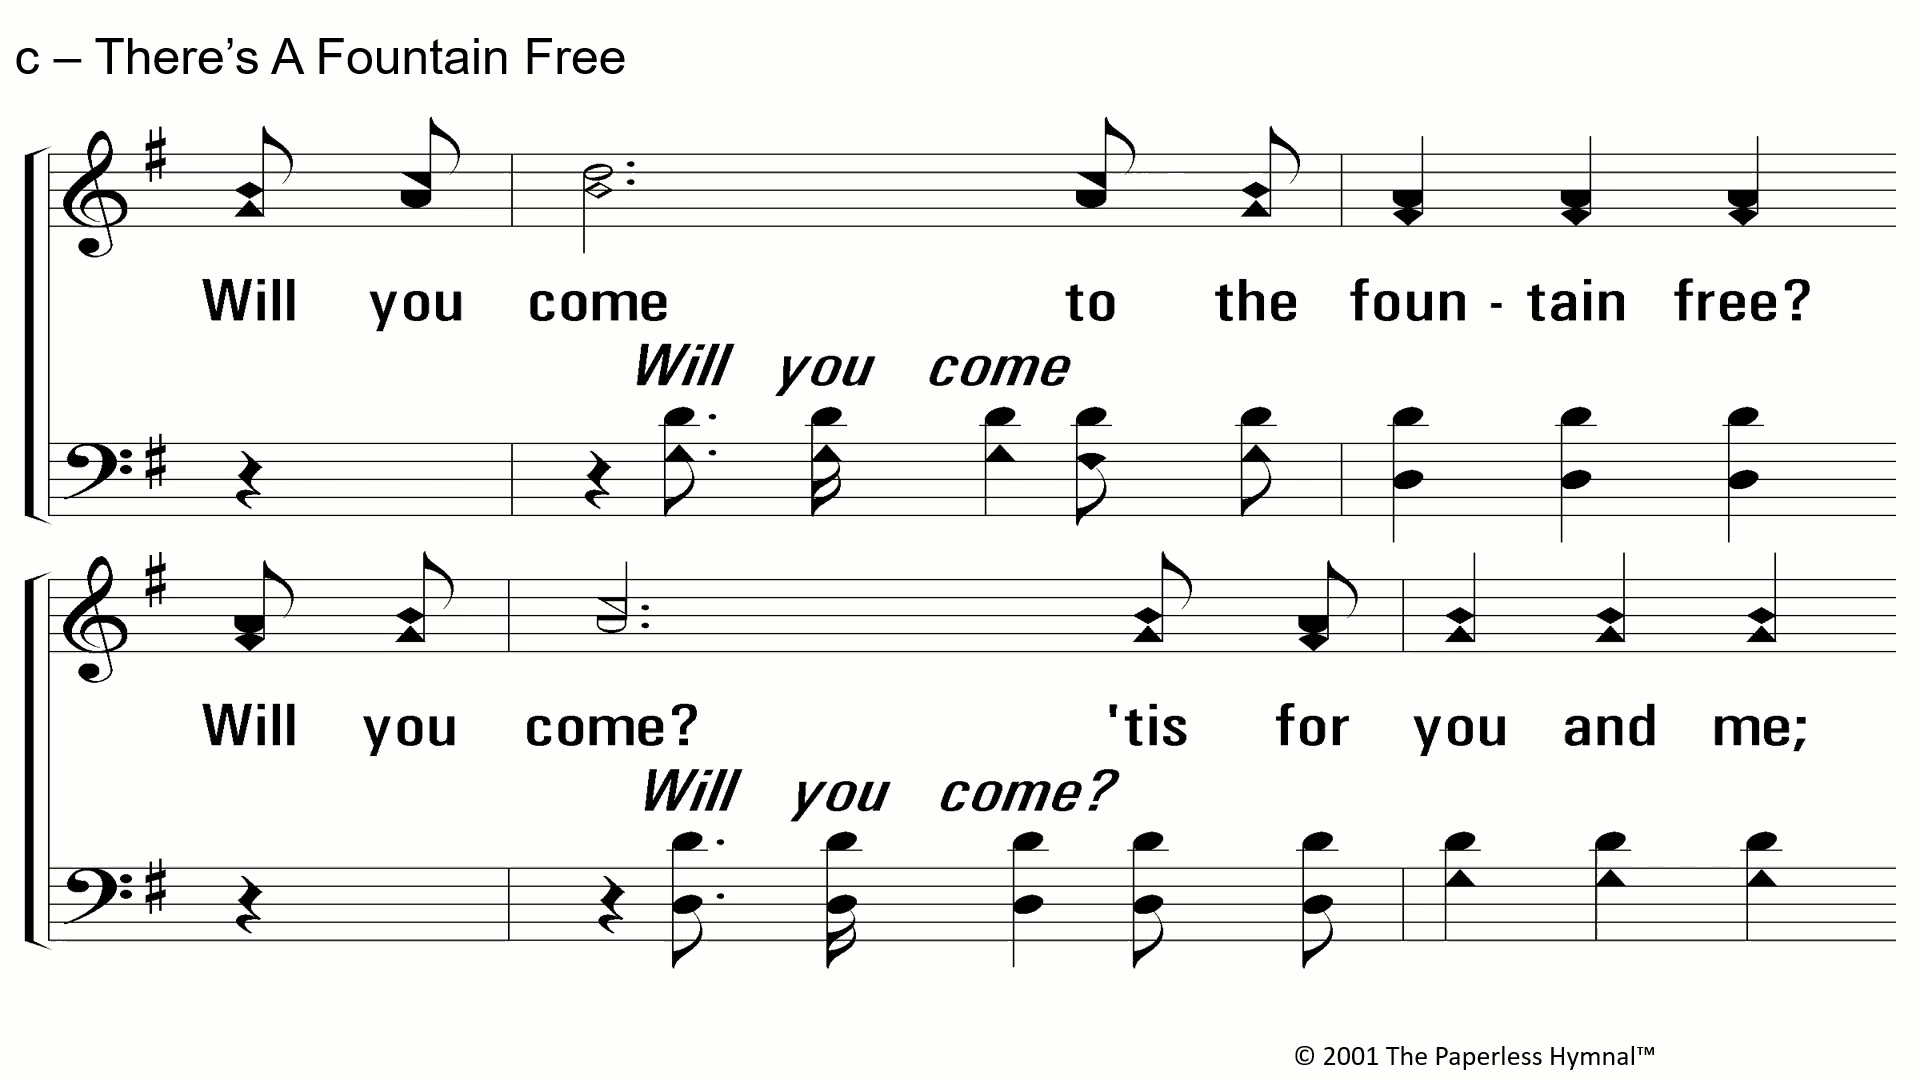 c – There’s A Fountain Free
Will you come to the foun - tain free?
Will you come
Will you come? 'tis for you and me;
Will you come?
© 2001 The Paperless Hymnal™